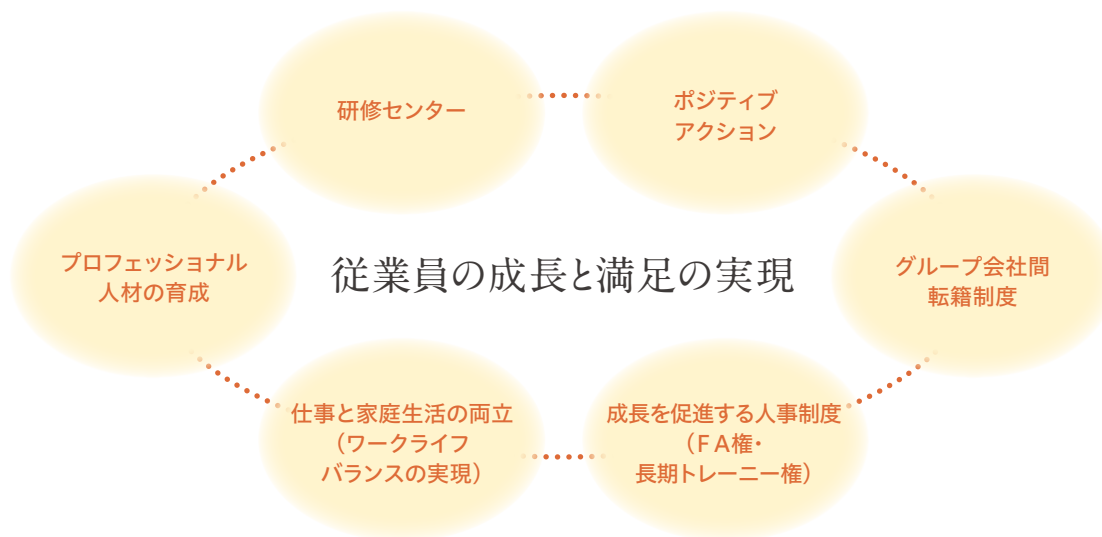 研修センター
ポジティブ
アクション
プロフェッショナル
人材の育成
従業員の成長と満足の実現
グループ会社間
転籍制度
仕事と家庭生活の両立
（ワークライフ
バランスの実現）
成長を促進する人事制度
（FA権・
長期トレーニー権）